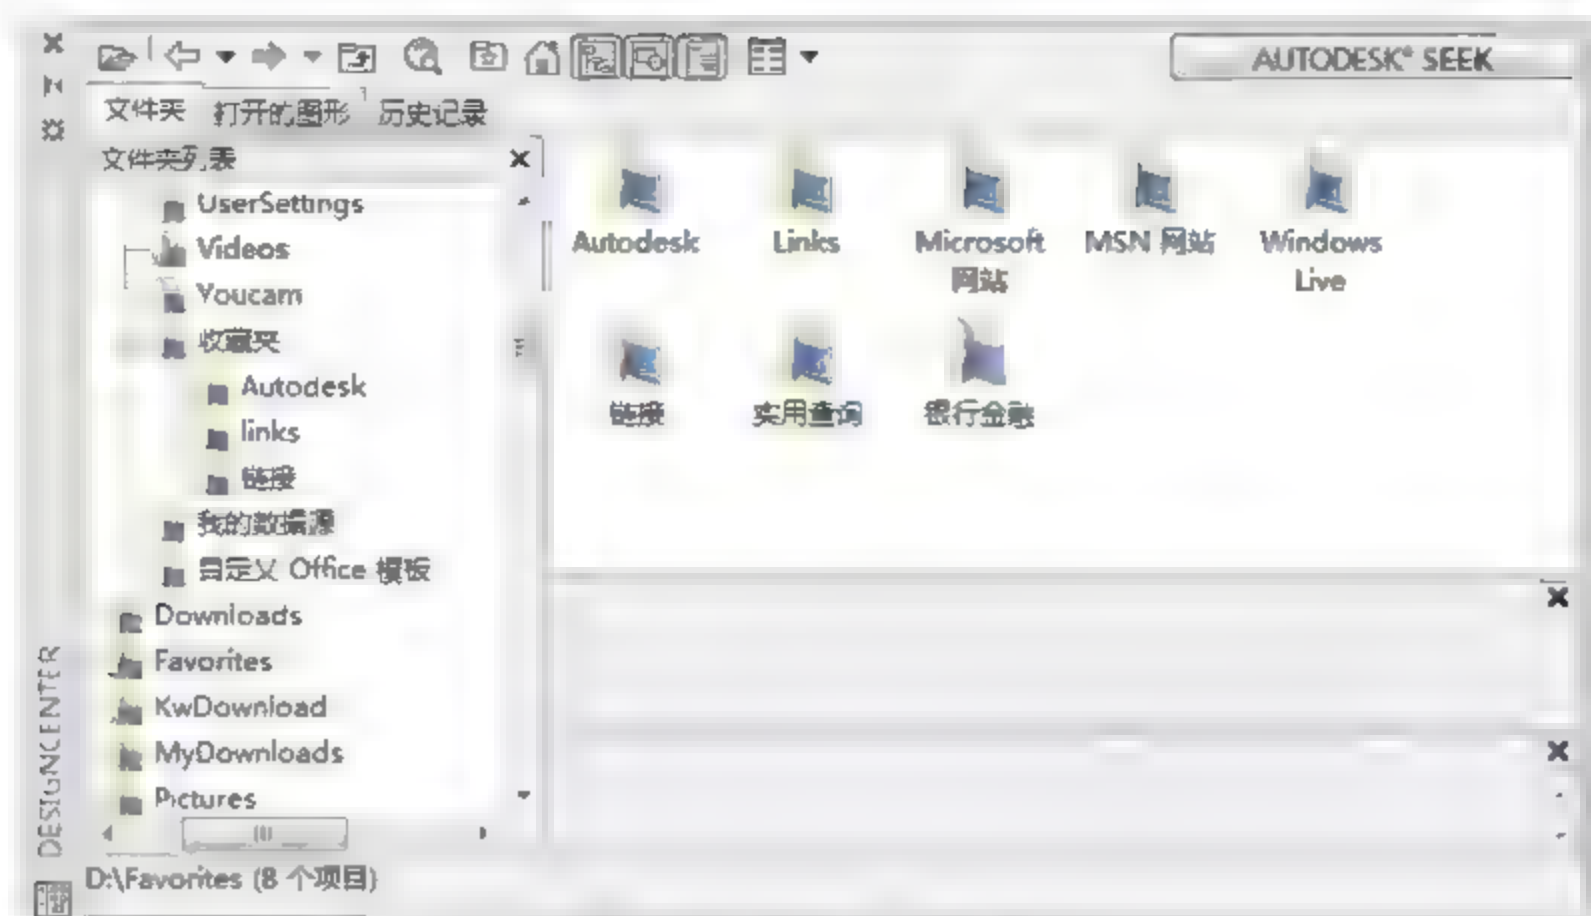 AUTODESK® SEEK
文件夹 打开的图形 历史记录
文件夹列表
UserSettings
Videos
Youcam
收藏夹
Autodesk
links
链接
我的数据源
自定义 Office 模板
Downloads
Favorites
KwDownload
MyDownloads
Pictures
Autodesk
Links
Microsoft
网站
MSN 网站
Windows
Live
链接
实用查询
银行金融
DESIGNCENTER
D:\Favorites (8 个项目)